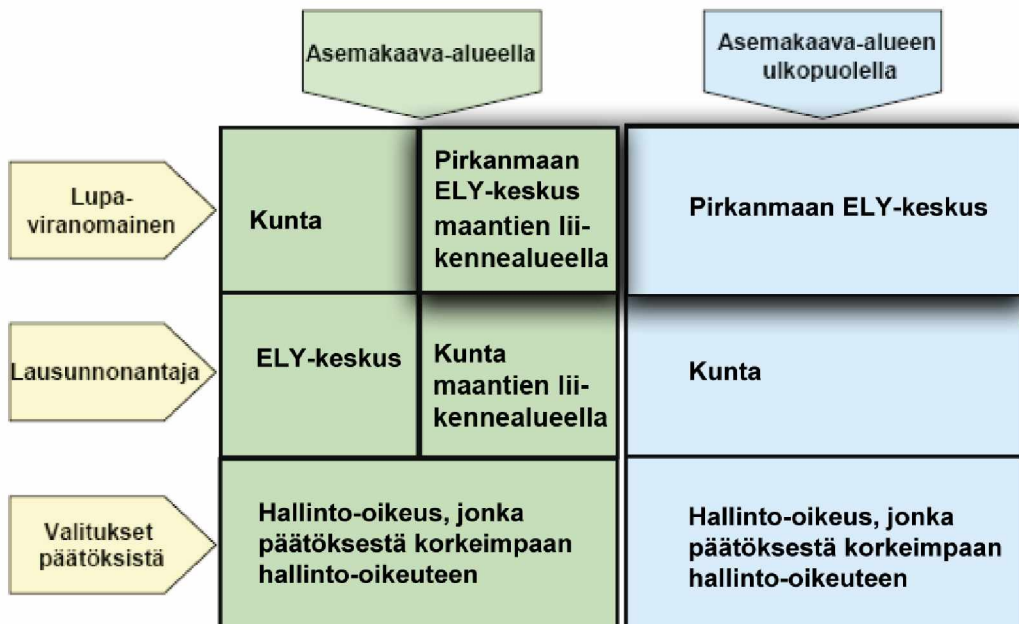 Asemakaava-alueella
Asemakaava-alueen
ulkopuolella
Lupa-
viranomainen
Kunta
Pirkanmaan
ELY-keskus
maantien lii-
kennealueella
Pirkanmaan ELY-keskus
Lausunnonantaja
ELY-keskus
Kunta
maantien lii-
kennealueella
Kunta
Valitukset
päätöksistä
Hallinto-oikeus, jonka
päätöksestä korkeimpaan
hallinto-oikeuteen
Hallinto-oikeus, jonka
päätöksestä korkeimpaan
hallinto-oikeuteen